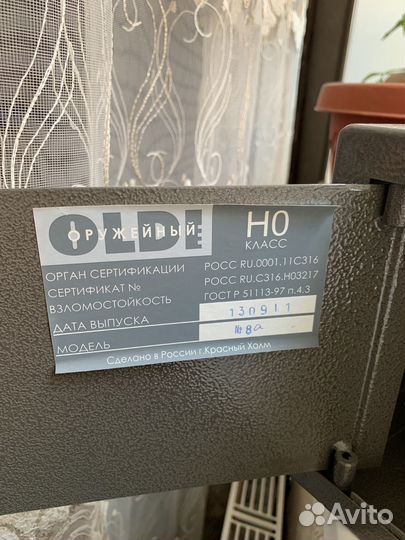 OLDI
ОРУЖЕЙНЫЙ
Н0
КЛАСС
ОРГАН СЕРТИФИКАЦИИ РОСС RU.0001.11С316
СЕРТИФИКАТ № РОСС RU.С316.Н03217
ВЗЛОМОСТОЙКОСТЬ ГОСТ Р 51113-97 п.4.3
ДАТА ВЫПУСКА 130911
МОДЕЛЬ 8а
Сделано в России г.Красный Холм
Avito